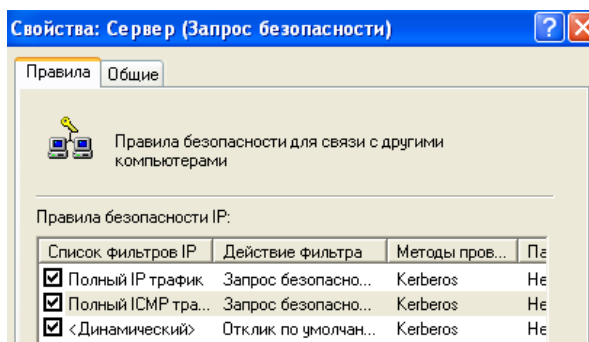 Свойства: Сервер (Запрос безопасности)
Правила Общие
Правила безопасности для связи с другими
компьютерами
Правила безопасности IP:
Список фильтров IP Действие фильтра Методы пров... Па
Полный IP трафик Запрос безопасно... Kerberos Не
Полный ICMP тра... Запрос безопасно... Kerberos Не
<Динамический> Отклик по умолчан... Kerberos Не